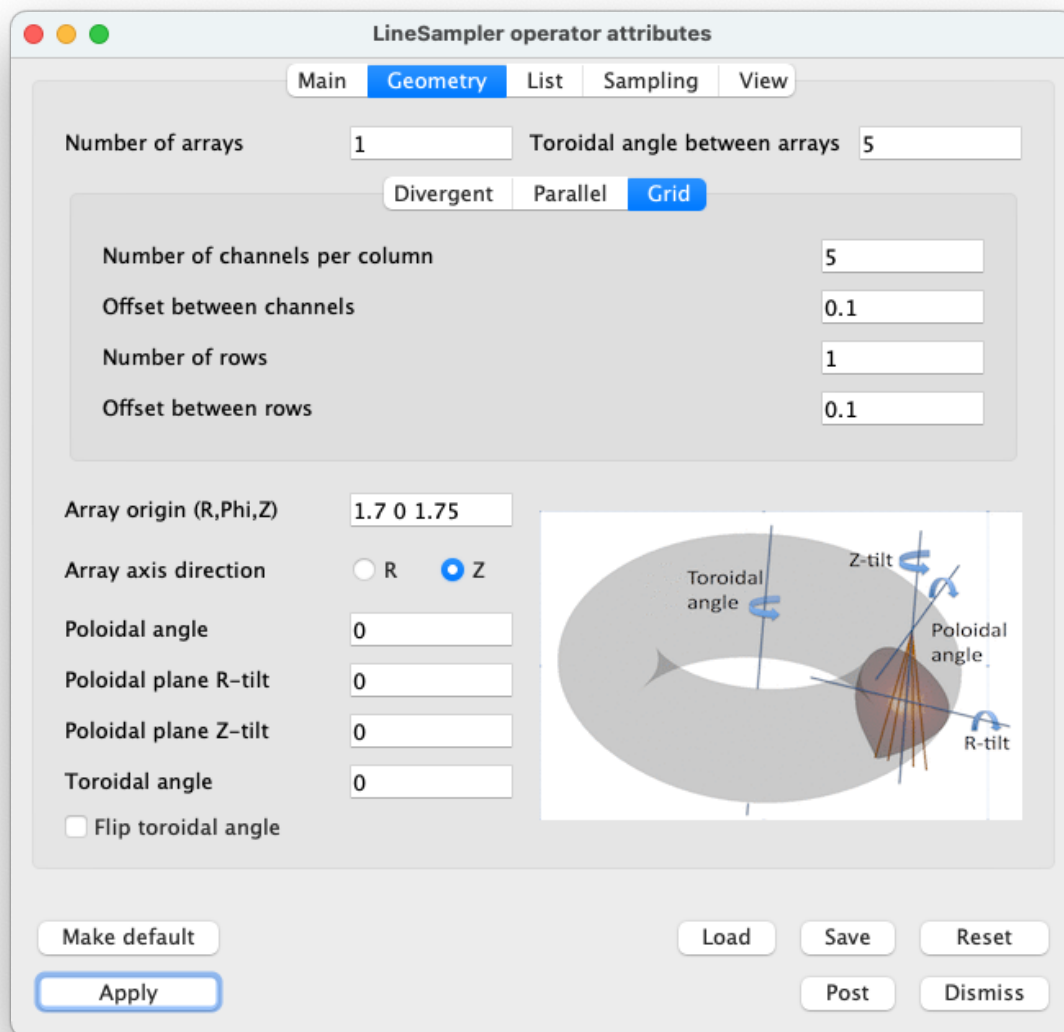 LineSampler operator attributes
Main Geometry List Sampling View
Number of arrays 1 Toroidal angle between arrays 5
Divergent Parallel Grid
Number of channels per column 5
Offset between channels 0.1
Number of rows 1
Offset between rows 0.1
Array origin (R,Phi,Z) 1.7 0 1.75
Array axis direction R Z
Poloidal angle 0
Poloidal plane R-tilt 0
Poloidal plane Z-tilt 0
Toroidal angle 0
Flip toroidal angle
Toroidal
angle
Z-tilt
Poloidal
angle
R-tilt
Make default Load Save Reset
Apply Post Dismiss